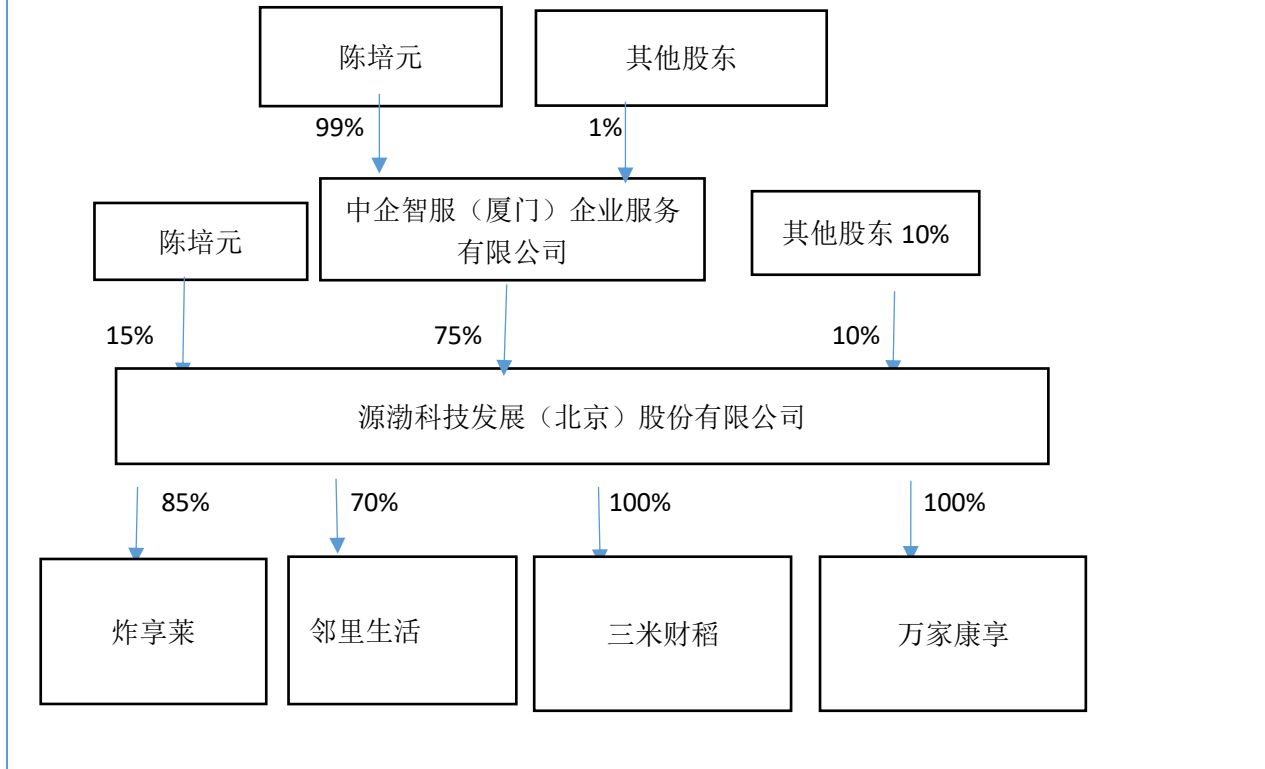 陈培元
其他股东
99%
1%
中企智服（厦门）企业服务
有限公司
陈培元
其他股东 10%
15%
75%
10%
源渤科技发展（北京）股份有限公司
85%
70%
100%
100%
炸享莱
邻里生活
三米财稻
万家康享